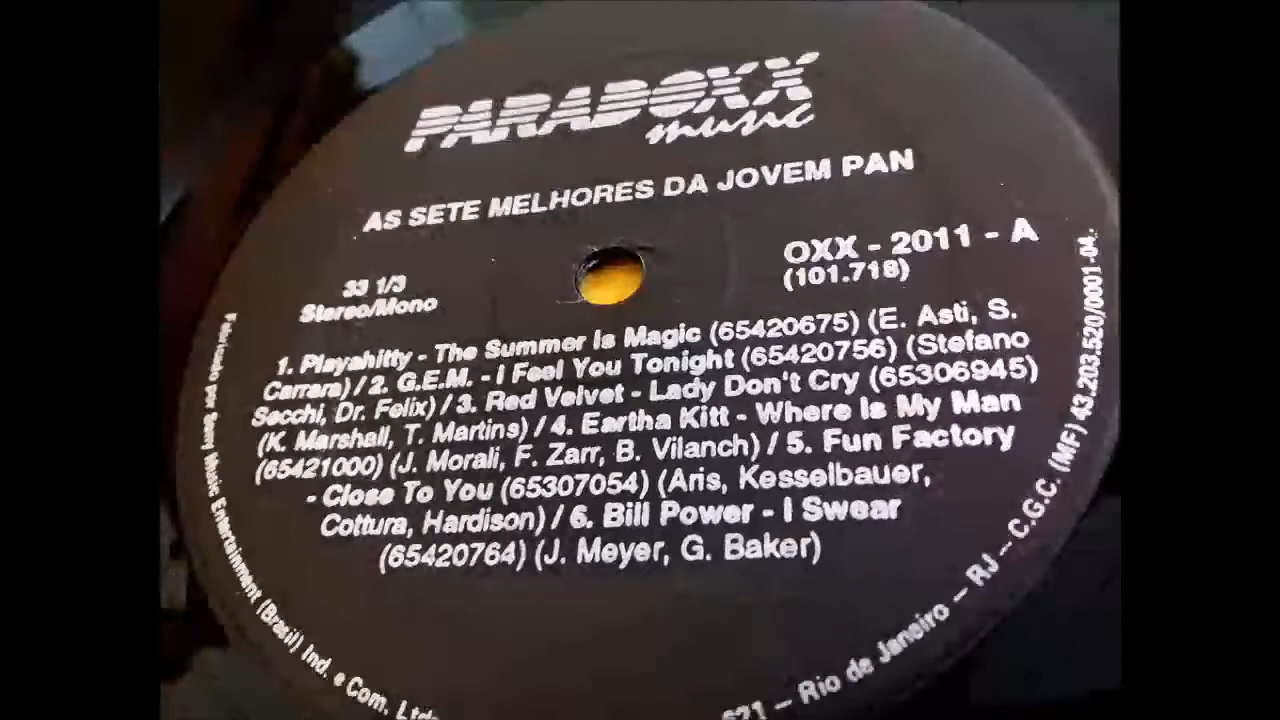 PARADOXX
music
AS SETE MELHORES DA JOVEM PAN
33 1/3
Stereo/Mono
OXX - 2011 - A
(101.718)
1. Playahitty - The Summer Is Magic (65420675) (E. Asti, S.
Carrara) / 2. G.E.M. - I Feel You Tonight (65420756) (Stefano
Secchi, Dr. Felix) / 3. Red Velvet - Lady Don't Cry (65306945)
(K. Marshall, T. Martins) / 4. Eartha Kitt - Where Is My Man
(65421000) (J. Morali, F. Zarr, B. Vilanch) / 5. Fun Factory
- Close To You (65307054) (Aris, Kesselbauer,
Cottura, Hardison) / 6. Bill Power - I Swear
(65420764) (J. Meyer, G. Baker)
Fabricado por Sony Music Entertainment (Brasil) Ind. e Com. Ltda
621 – Rio de Janeiro – RJ – C.G.C. (MF) 43.203.520/0001-04.